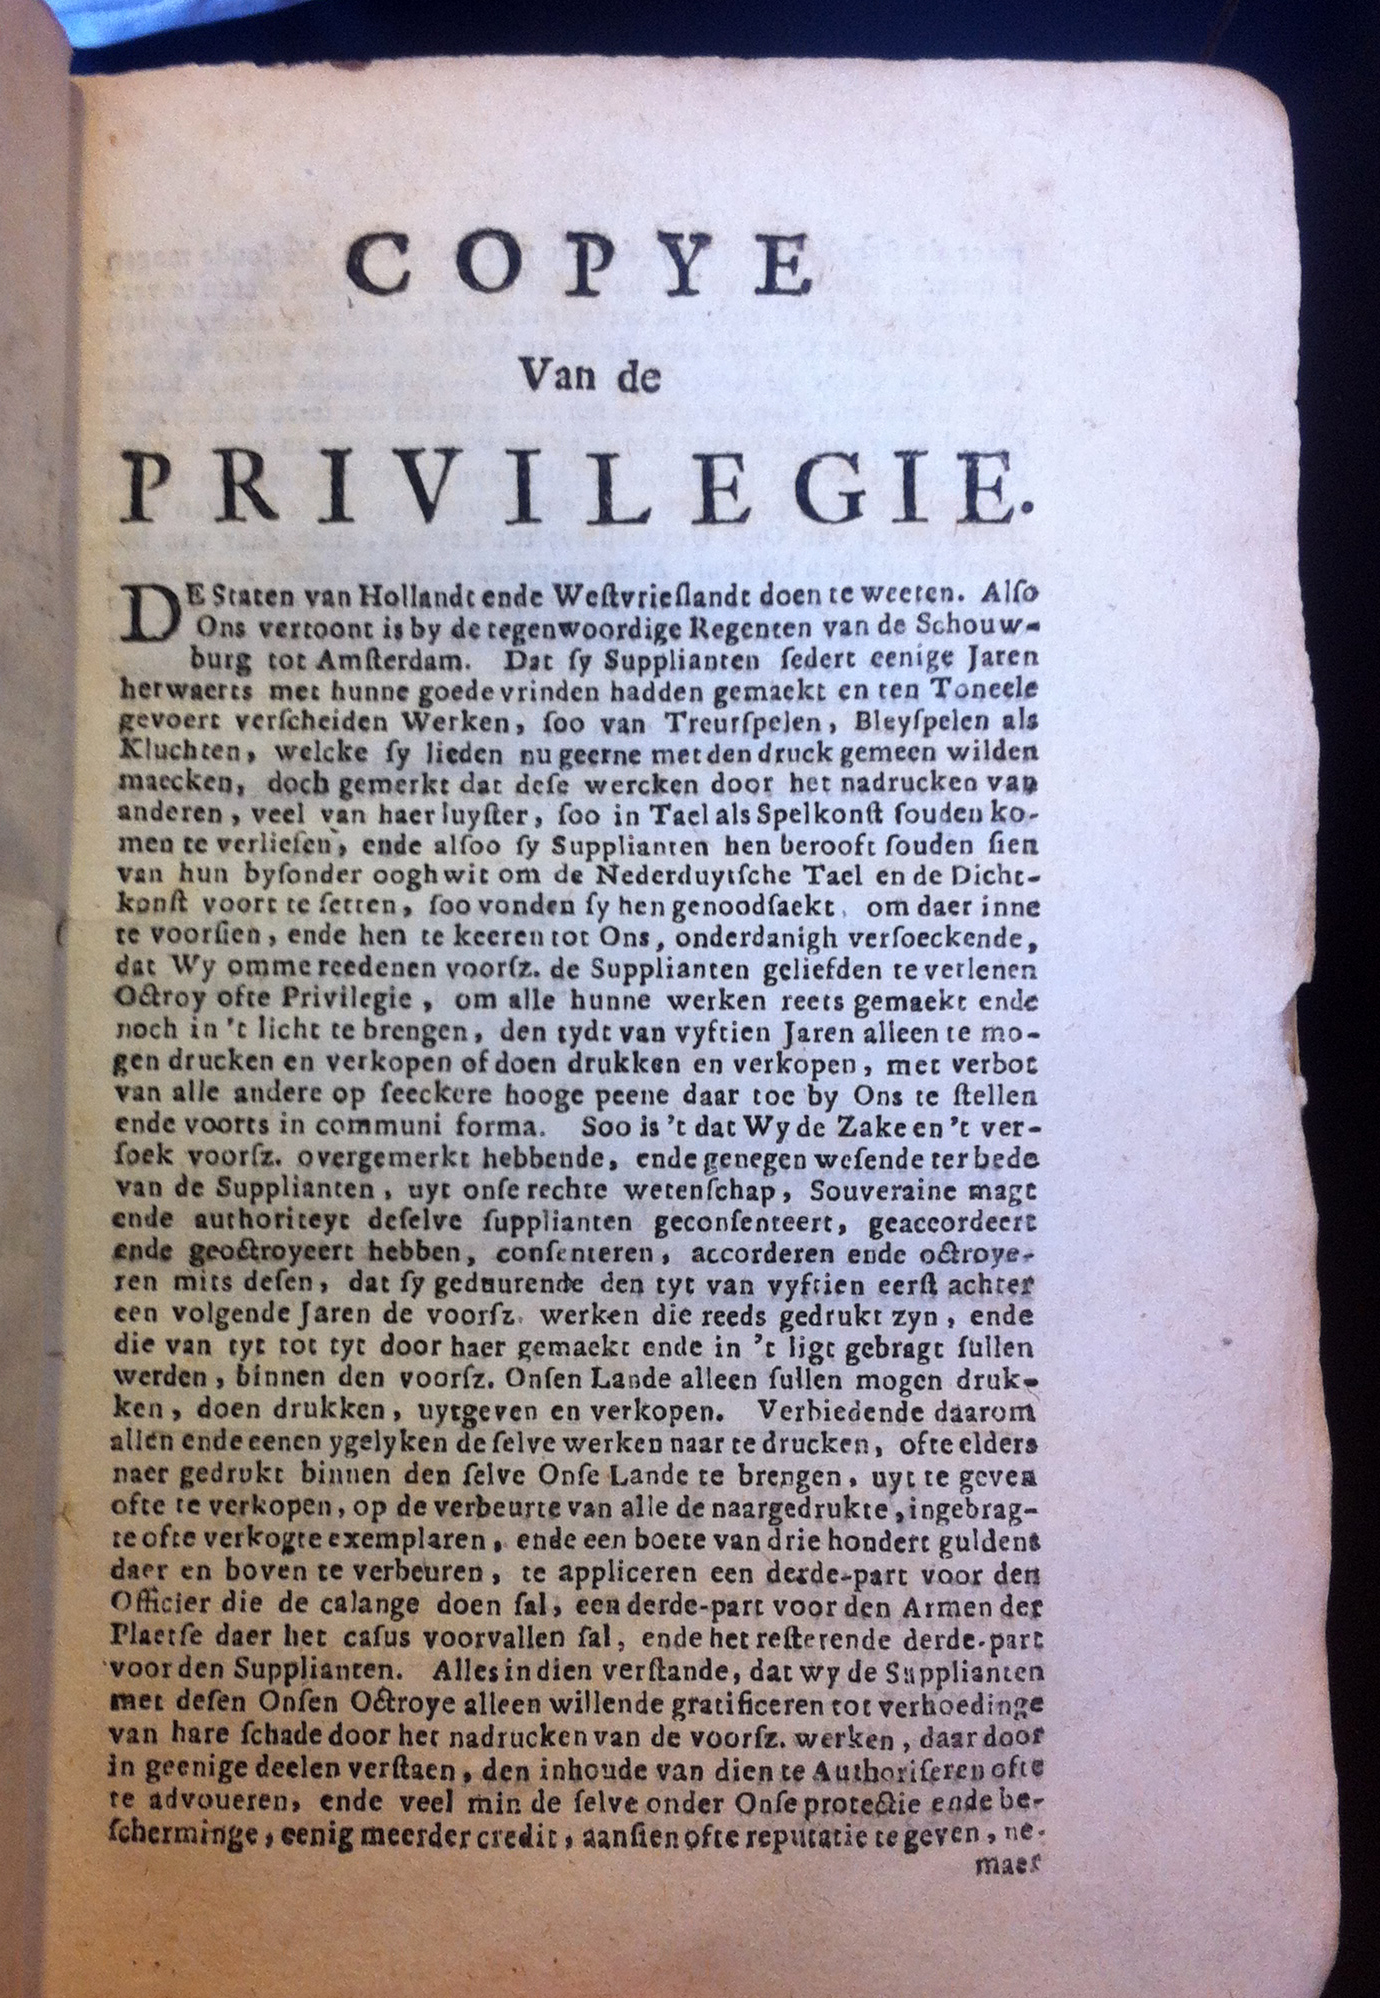 COPYE
Van de
PRIVILEGIE.
DE Staten van Hollandt ende Westvrieslandt doen te weeten. Also
Ons vertoont is by de tegenwoordige Regenten van de Schouw-
burg tot Amsterdam. Dat sy Supplianten sedert eenige Jaren
herwaerts met hunne goede vrinden hadden gemaekt en ten Toneele
gevoert verscheiden Werken, soo van Treurspelen, Blyspelen als
Kluchten, welcke sy lieden nu geerne met den druck gemeen wilden
maecken, doch gemerkt dat dese wercken door het nadrucken van
anderen, veel van haer luyster, soo in Tael als Spelkonst souden ko-
men te verliesen, ende alsoo sy Supplianten hen berooft souden sien
van hun bysonder ooghwit om de Nederduytsche Tael en de Dicht-
konst voort te setten, soo vonden sy hen genoodsaekt, om daer inne
te voorsien, ende hen te keeren tot Ons, onderdanigh versoeckende,
dat Wy omme reedenen voorsz. de Supplianten geliefden te verlenen
Octroy ofte Privilegie, om alle hunne werken reets gemaekt ende
noch in 't licht te brengen, den tydt van vyftien Jaren alleen te mo-
gen drucken en verkopen of doen drukken en verkopen, met verbot
van alle andere op seeckere hooge peene daar toe by Ons te stellen
ende voorts in communi forma. Soo is 't dat Wy de Zake en 't ver-
soek voorsz. overgemerkt hebbende, ende genegen wesende ter bede
van de Supplianten, uyt onse rechte wetenschap, Souveraine magt
ende authoriteyt deselve supplianten geconsenteert, geaccordeert
ende geoctroyeert hebben, consenteren, accorderen ende octroye-
ren mits desen, dat sy geduurende den tyt van vyftien eerst achter
een volgende Jaren de voorsz. werken die reeds gedrukt zyn, ende
die van tyt tot tyt door haer gemaekt ende in 't ligt gebragt sullen
werden, binnen den voorsz. Onsen Lande alleen sullen mogen druk-
ken, doen drukken, uytgeven en verkopen. Verbiedende daarom
allen ende eenen ygelyken de selve werken naar te drucken, ofte elders
naer gedrukt binnen den selve Onse Lande te brengen, uyt te geven
ofte te verkopen, op de verbeurte van alle de naargedrukte, ingebrag-
te ofte verkogte exemplaren, ende een boete van drie hondert guldens
daer en boven te verbeuren, te appliceren een derde-part voor den
Officier die de calange doen sal, een derde-part voor den Armen der
Plaetse daer het casus voorvallen sal, ende het resterende derde-part
voor den Supplianten. Alles in dien verstande, dat wy de Supplianten
met desen Onsen Octroye alleen willende gratificeren tot verhoedinge
van hare schade door het nadrucken van de voorsz. werken, daar door
in geenige deelen verstaen, den inhoude van dien te Authoriseren ofte
te advoueren, ende veel min de selve onder Onse protectie ende be-
scherminge, eenig meerder credit, aansien ofte reputatie te geven, ne-
maer